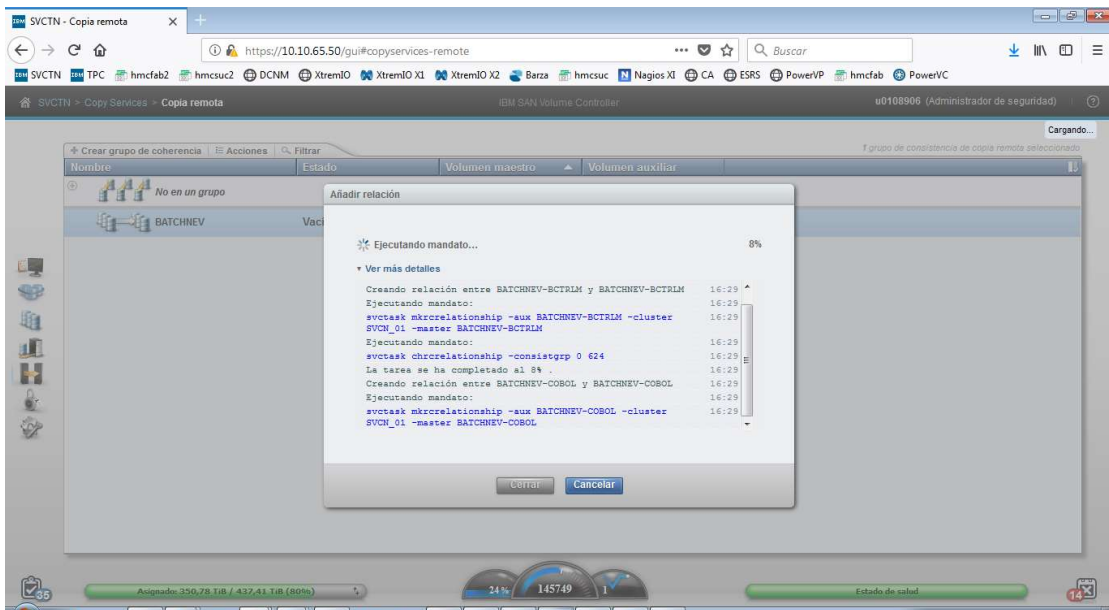 SVCTN - Copia remota
https://10.10.65.50/gui#copyservices-remote
Buscar
SVCTN TPC hmcfab2 hmcsuc2 DCNM XtremIO XtremIO X1 XtremIO X2 Barza hmcsuc Nagios XI CA ESRS PowerVP hmcfab PowerVC
SVCTN > Copy Services > Copia remota
IBM SAN Volume Controller
u0108906 (Administrador de seguridad)
Cargando...
Crear grupo de coherencia Acciones Filtrar
1 grupo de consistencia de copia remota seleccionado
Nombre Estado Volumen maestro Volumen auxiliar
No en un grupo
BATCHNEV Vací
Añadir relación
Ejecutando mandato... 8%
Ver más detalles
Creando relación entre BATCHNEV-BCTRLM y BATCHNEV-BCTRLM 16:29
Ejecutando mandato: 16:29
svctask mkrcrelationship -aux BATCHNEV-BCTRLM -cluster 16:29
SVCN_01 -master BATCHNEV-BCTRLM
Ejecutando mandato: 16:29
svctask chrcrelationship -consistgrp 0 624 16:29
La tarea se ha completado al 8% . 16:29
Creando relación entre BATCHNEV-COBOL y BATCHNEV-COBOL 16:29
Ejecutando mandato: 16:29
svctask mkrcrelationship -aux BATCHNEV-COBOL -cluster 16:29
SVCN_01 -master BATCHNEV-COBOL
Cerrar Cancelar
35
Asignado: 350,78 TiB / 437,41 TiB (80%)
24% 145749 1
Estado de salud
14